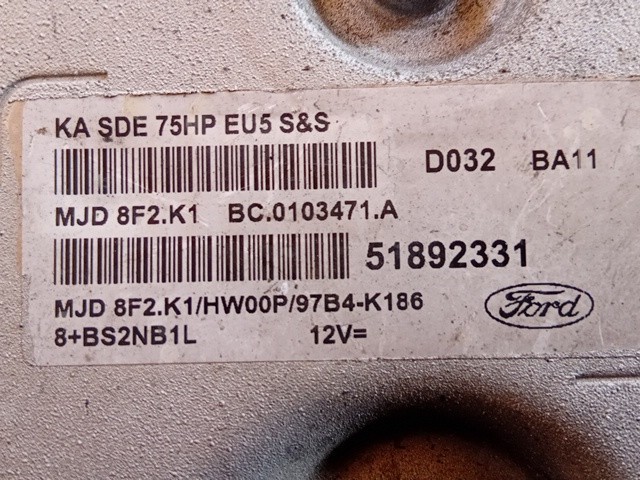 KA SDE 75HP EU5 S&S
D032 BA11
MJD 8F2.K1 BC.0103471.A
51892331
MJD 8F2.K1/HW00P/97B4-K186
8+BS2NB1L 12V=
Ford